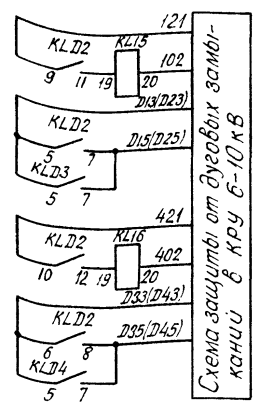 121
KLD2
KL15
102
9 11 19 20
D13(D23)
KLD2
D15(D25)
5 7
KLD3
5 7
421
KLD2
KL16
402
10 12 19 20
D33(D43)
KLD2
D35(D45)
6 8
KLD4
5 7
Схема защиты от дуговых замы-
каний в КРУ 6-10кВ